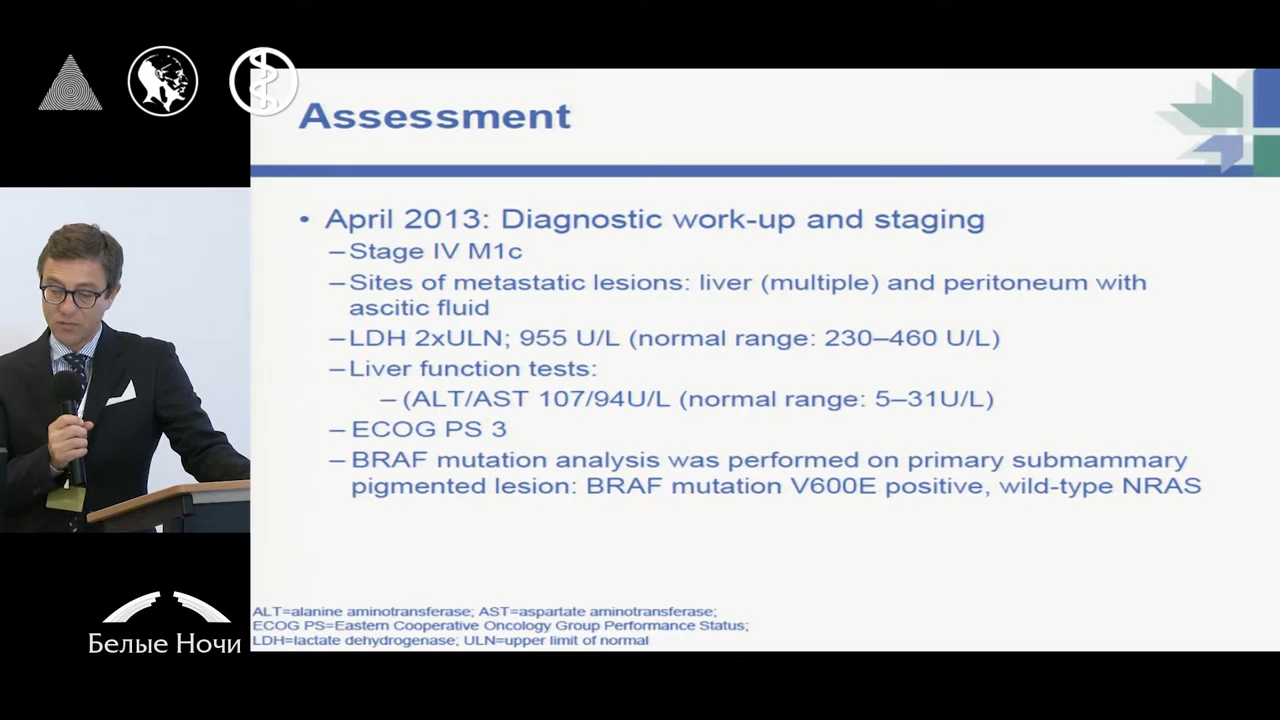 Assessment
• April 2013: Diagnostic work-up and staging
–Stage IV M1c
–Sites of metastatic lesions: liver (multiple) and peritoneum with
ascitic fluid
–LDH 2xULN; 955 U/L (normal range: 230–460 U/L)
–Liver function tests:
–(ALT/AST 107/94U/L (normal range: 5–31U/L)
–ECOG PS 3
–BRAF mutation analysis was performed on primary submammary
pigmented lesion: BRAF mutation V600E positive, wild-type NRAS
ALT=alanine aminotransferase; AST=aspartate aminotransferase;
ECOG PS=Eastern Cooperative Oncology Group Performance Status;
LDH=lactate dehydrogenase; ULN=upper limit of normal
Белые Ночи